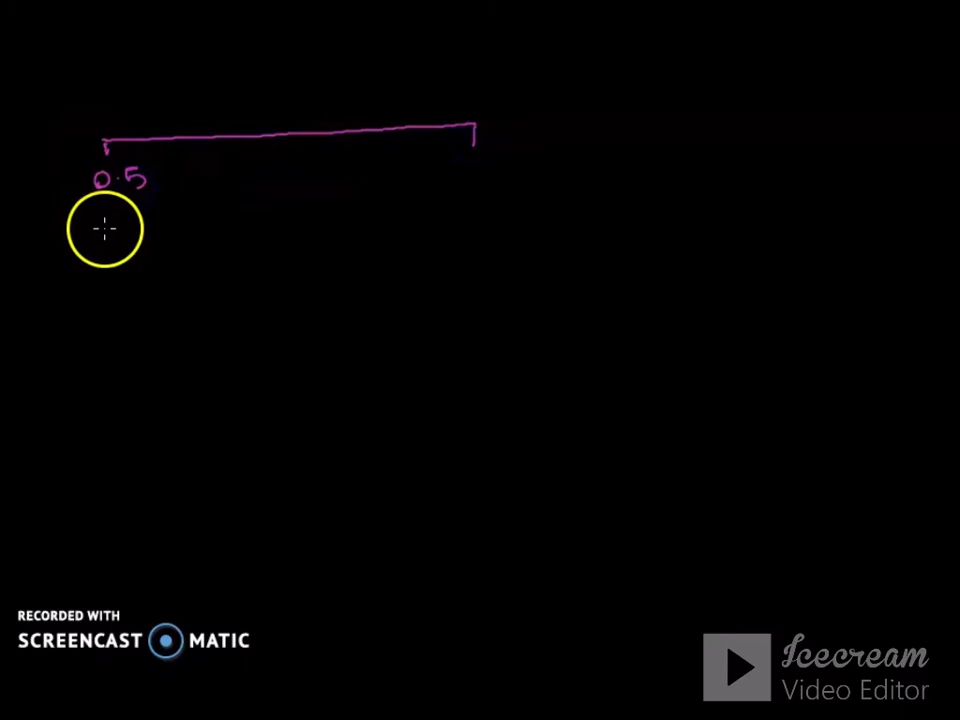 0.5
RECORDED WITH
SCREENCAST MATIC
Icecream
Video Editor